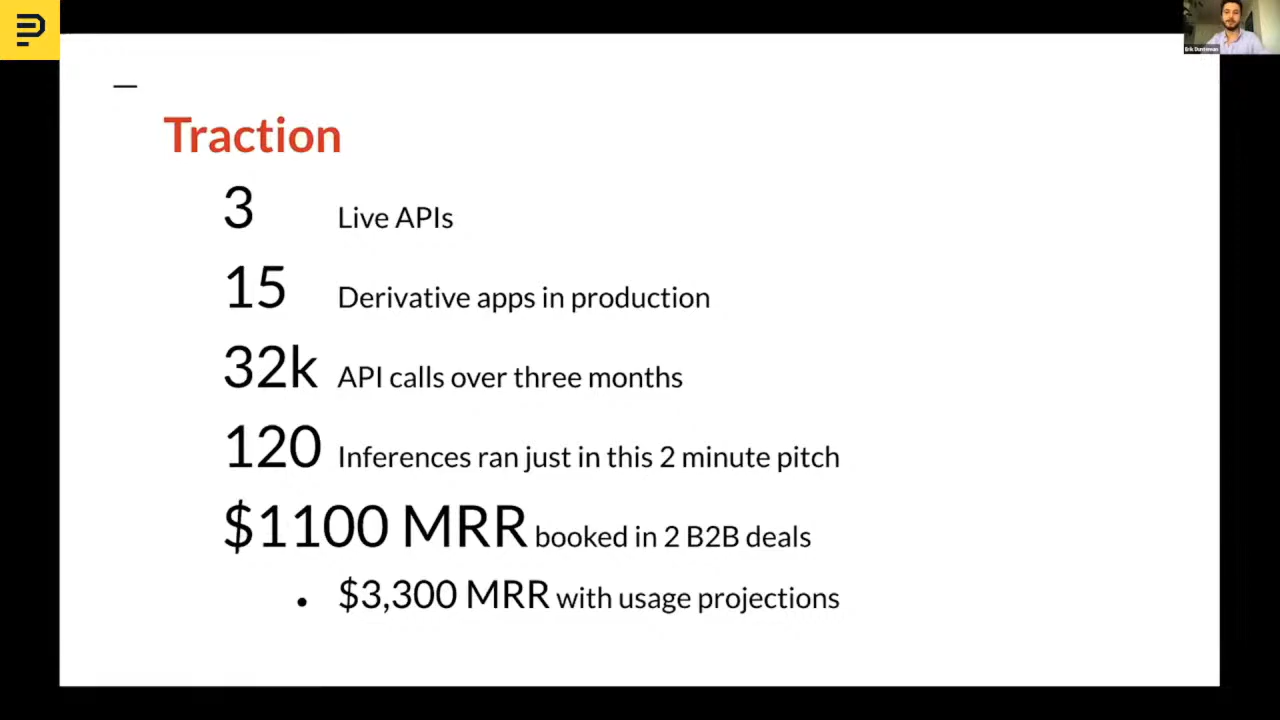 Traction
3 Live APIs
15 Derivative apps in production
32k API calls over three months
120 Inferences ran just in this 2 minute pitch
$1100 MRR booked in 2 B2B deals
• $3,300 MRR with usage projections